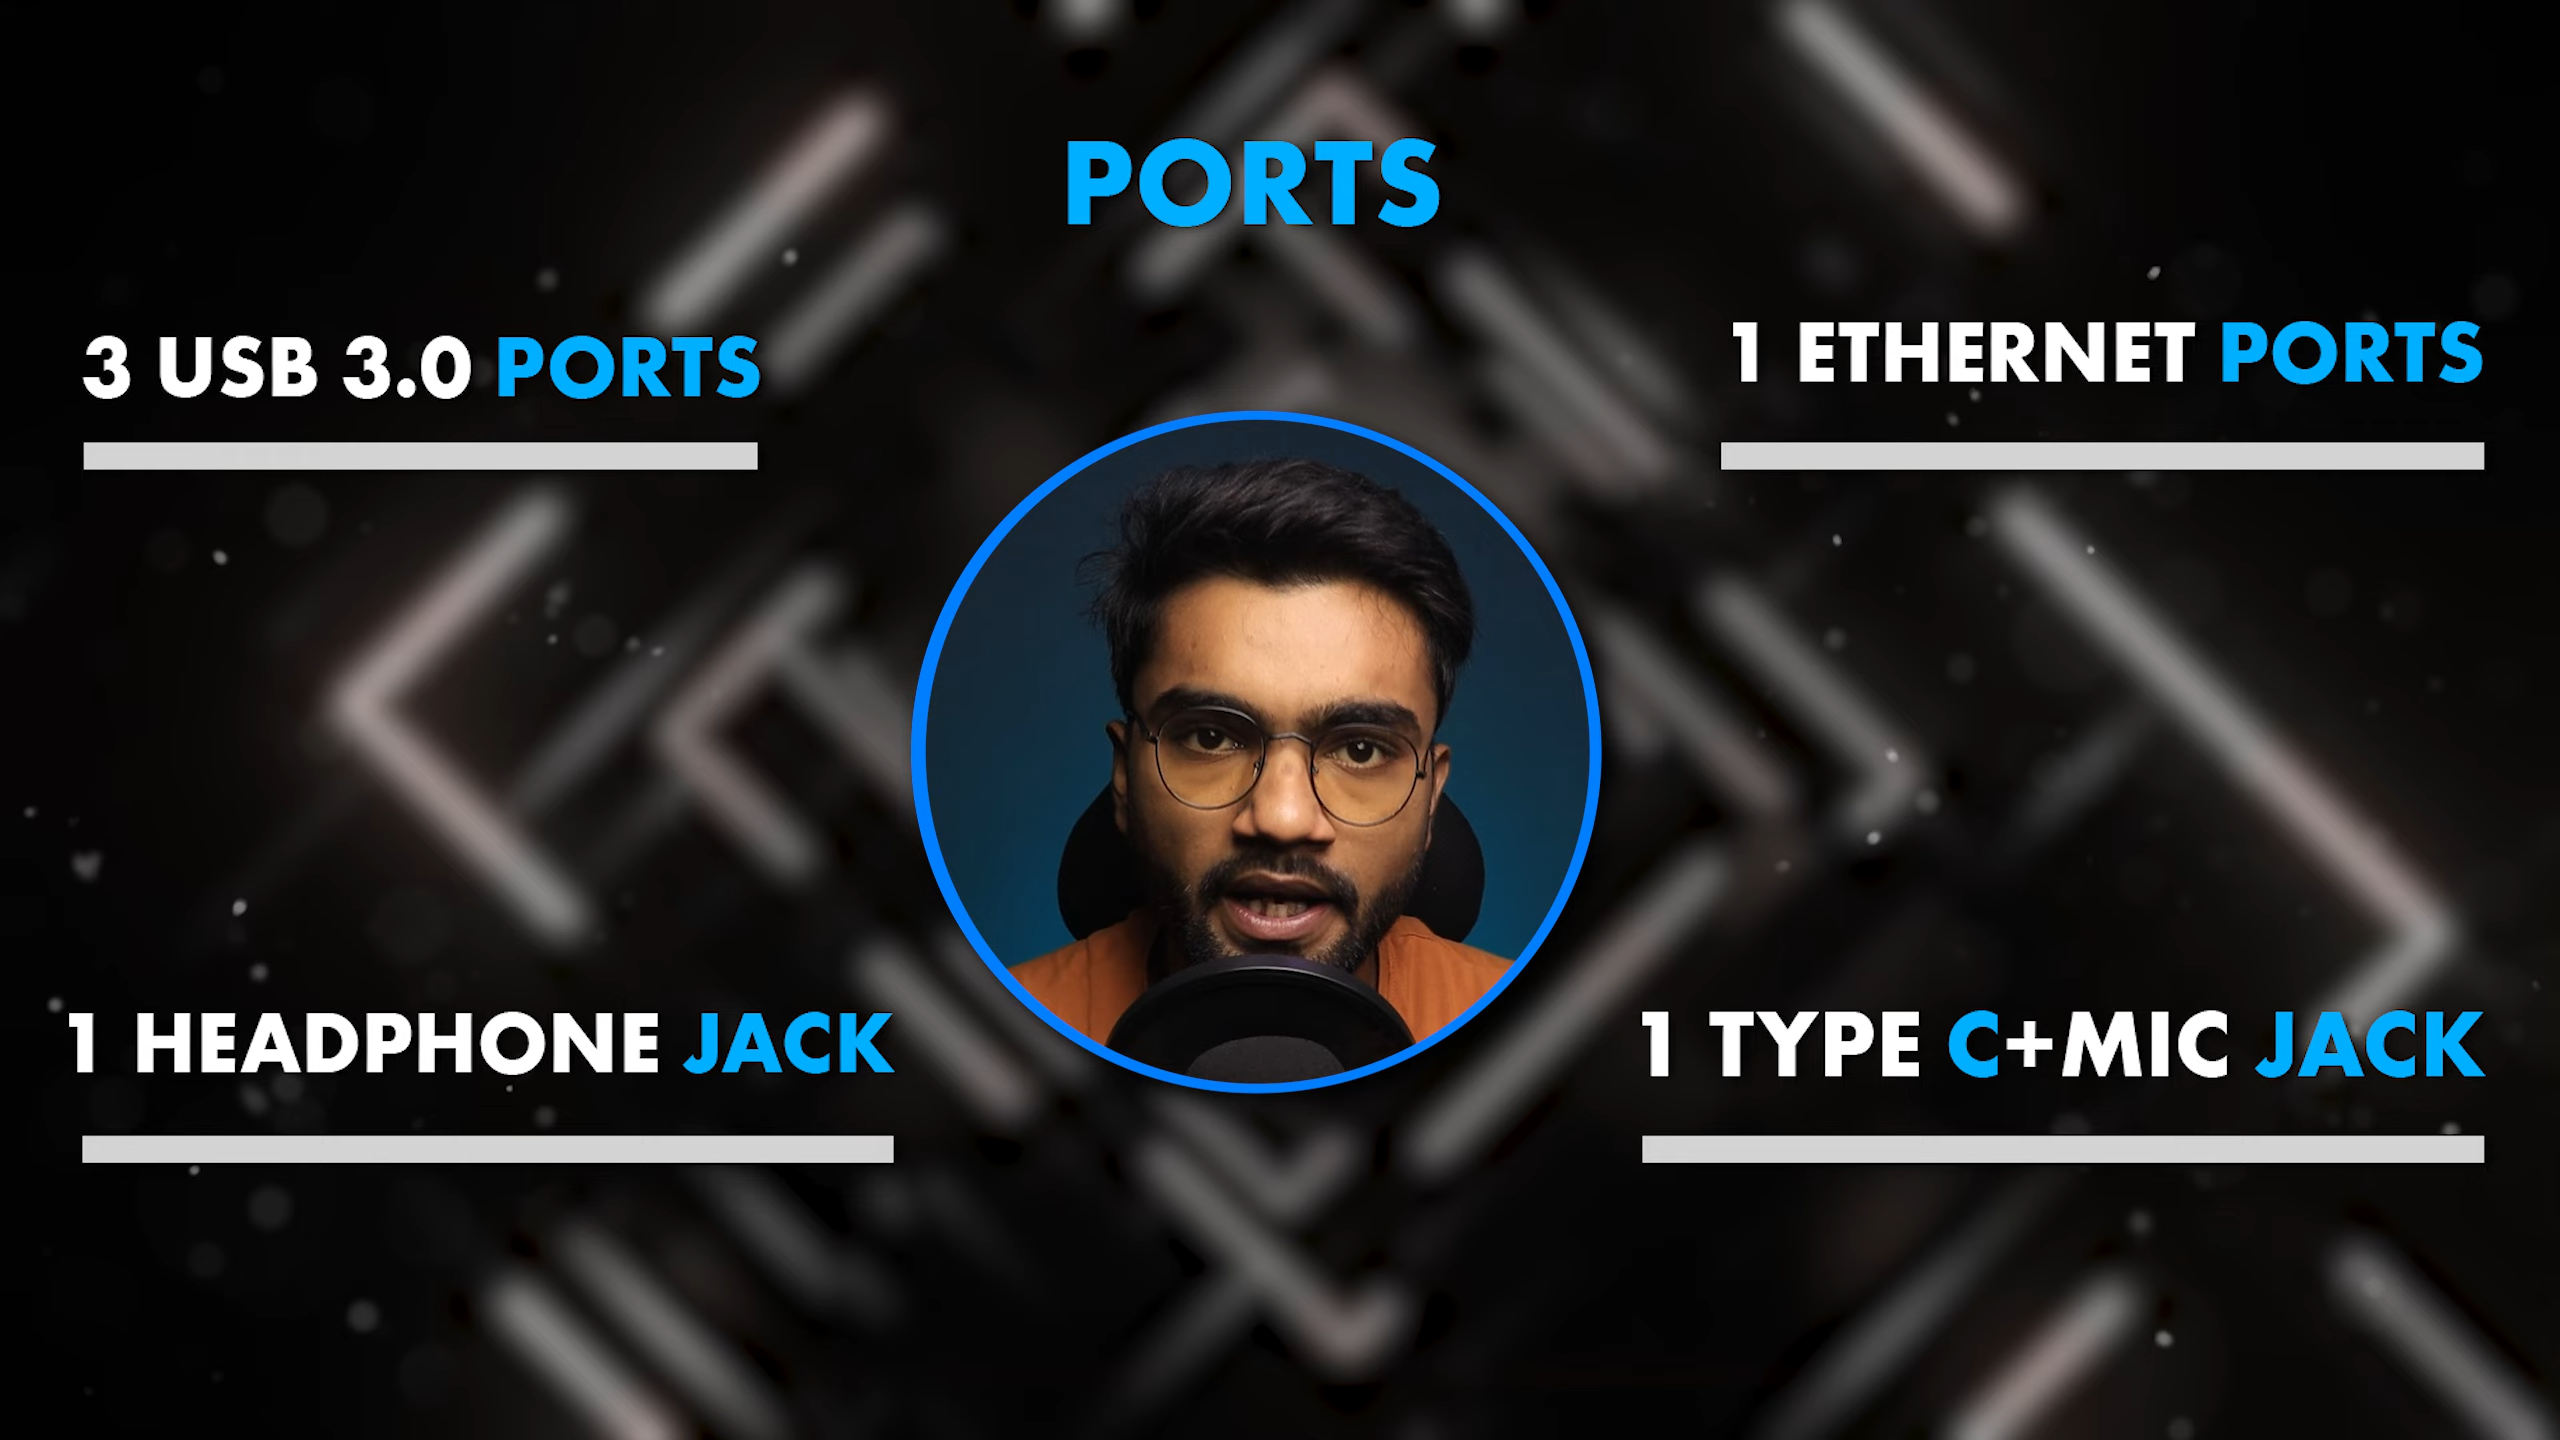 PORTS
3 USB 3.0 PORTS
1 ETHERNET PORTS
1 HEADPHONE JACK
1 TYPE C+MIC JACK